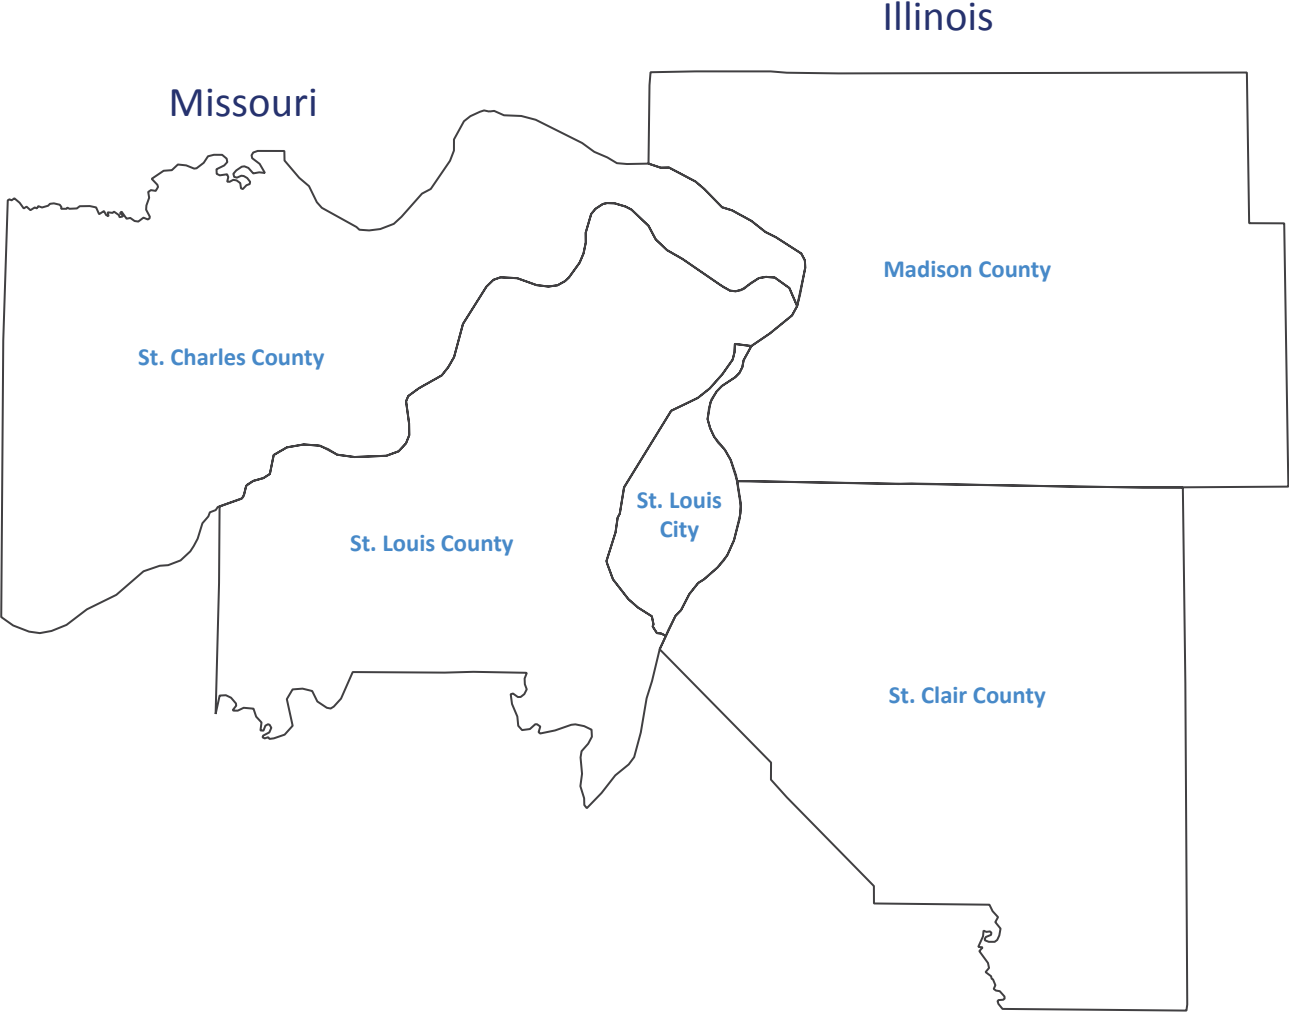 Illinois
Missouri
Madison County
St. Charles County
St. Louis
City
St. Louis County
St. Clair County